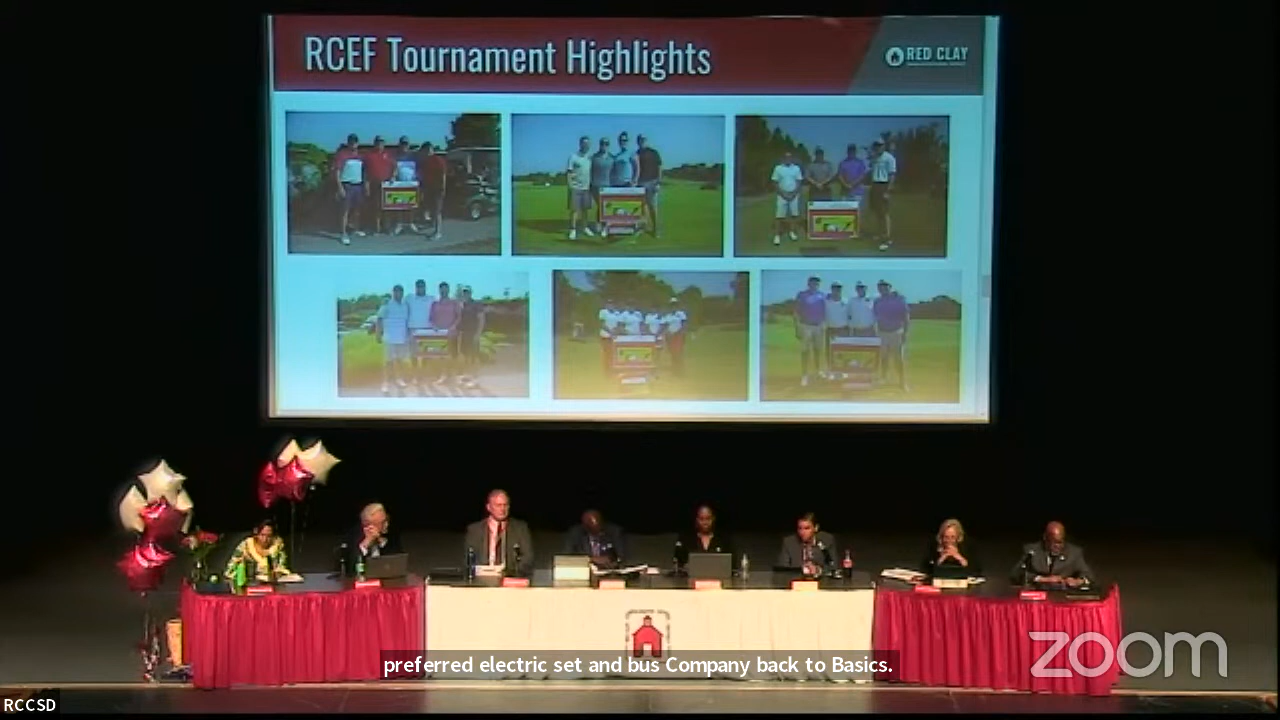 RCEF Tournament Highlights
RED CLAY
preferred electric set and bus Company back to Basics.
zoom
RCCSD